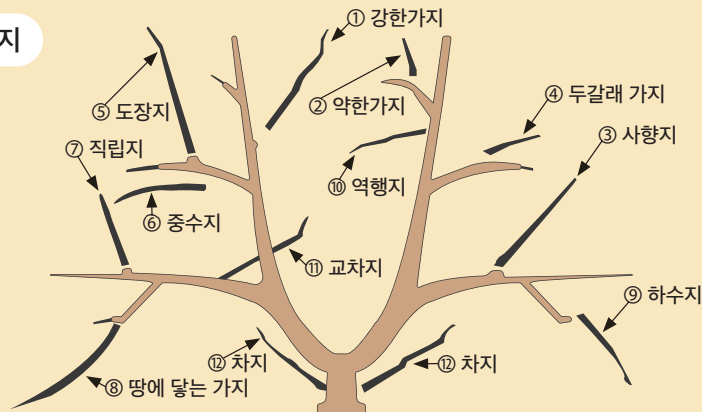 지
① 강한가지
② 약한가지
④ 두갈래 가지
⑤ 도장지
③ 사향지
⑦ 직립지
⑩ 역행지
⑥ 중수지
⑪ 교차지
⑨ 하수지
⑫ 차지
⑫ 차지
⑧ 땅에 닿는 가지